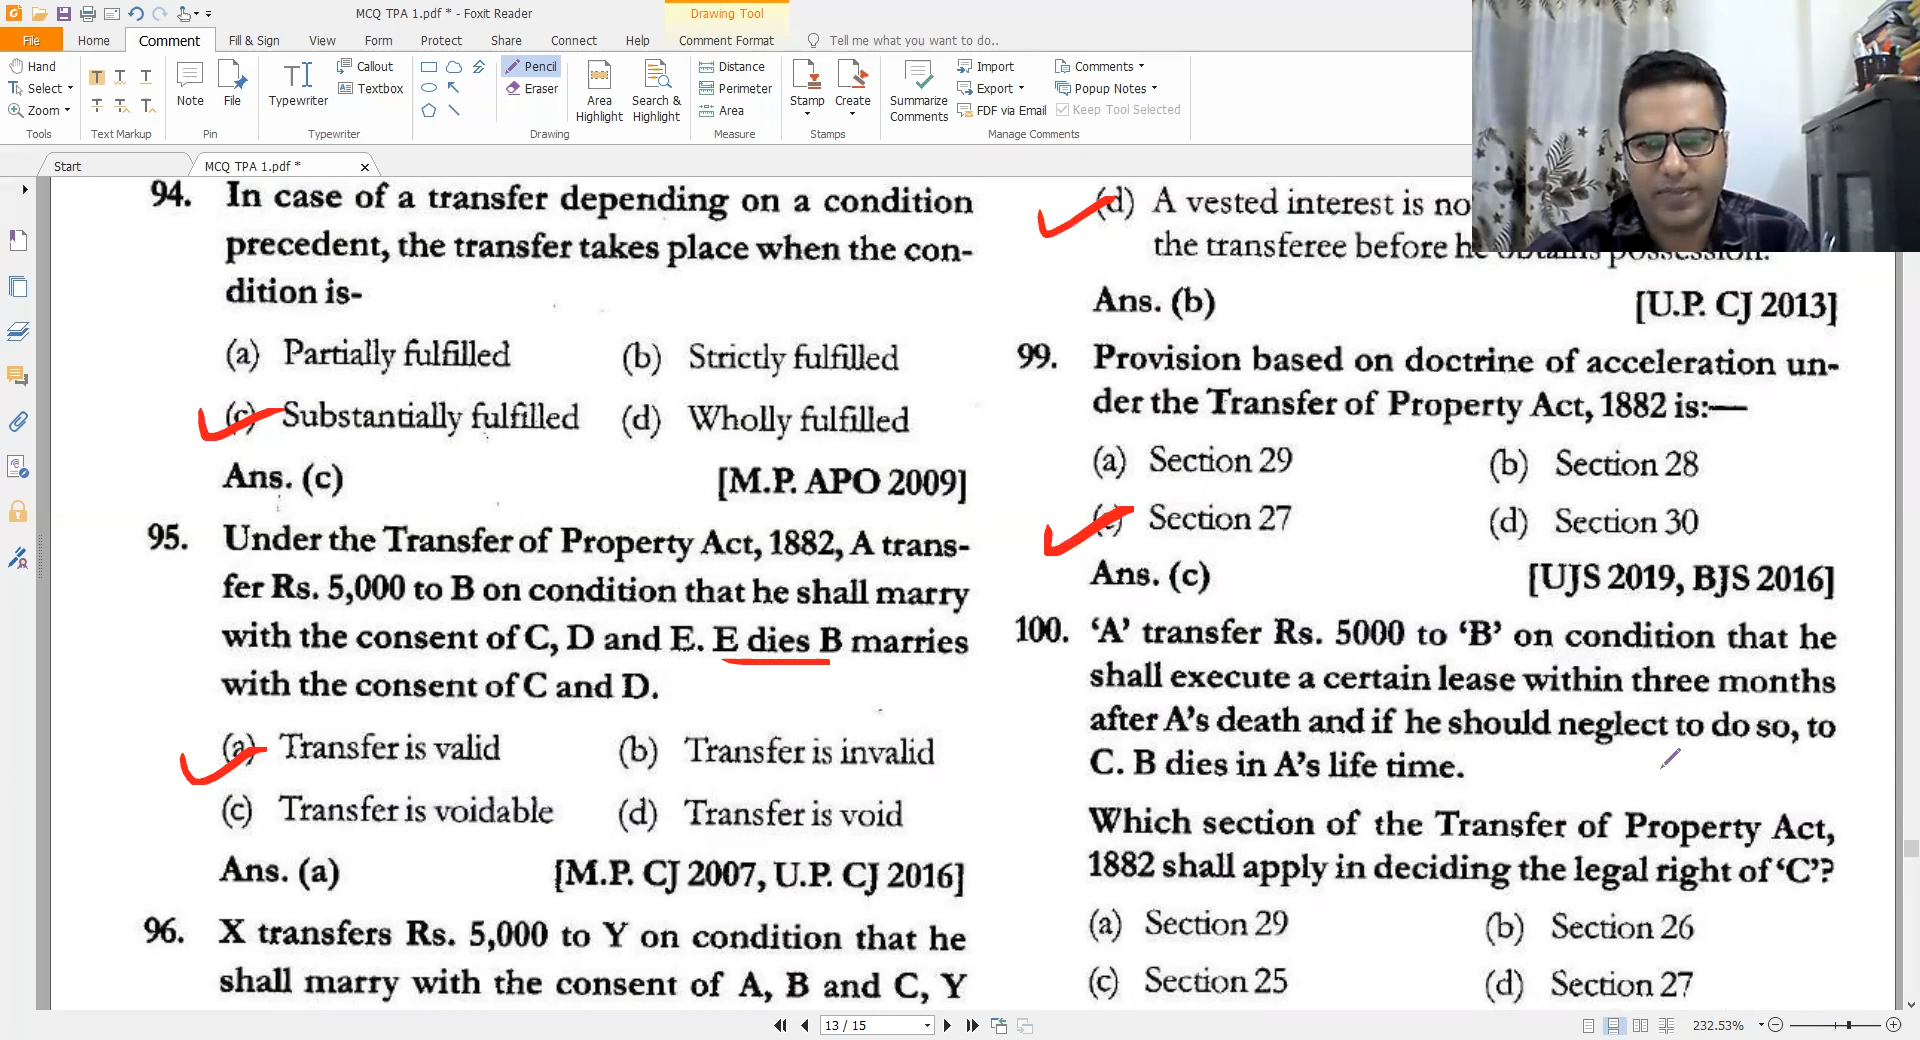 MCQ TPA 1.pdf * - Foxit Reader
Drawing Tool
File Home Comment Fill & Sign View Form Protect Share Connect Help Comment Format Tell me what you want to do..
Hand
Select
Zoom
Tools
Text Markup
Note
File
Pin
Typewriter
Callout
Textbox
Typewriter
Pencil
Eraser
Area Highlight
Search & Highlight
Drawing
Distance
Perimeter
Area
Measure
Stamp
Create
Stamps
Summarize Comments
Import
Export
FDF via Email
Comments
Popup Notes
Keep Tool Selected
Manage Comments
Start
MCQ TPA 1.pdf *
94. In case of a transfer depending on a condition
precedent, the transfer takes place when the con-
dition is-
(a) Partially fulfilled (b) Strictly fulfilled
(c) Substantially fulfilled (d) Wholly fulfilled
Ans. (c) [M.P. APO 2009]
95. Under the Transfer of Property Act, 1882, A trans-
fer Rs. 5,000 to B on condition that he shall marry
with the consent of C, D and E. E dies B marries
with the consent of C and D.
(a) Transfer is valid (b) Transfer is invalid
(c) Transfer is voidable (d) Transfer is void
Ans. (a) [M.P. CJ 2007, U.P. CJ 2016]
96. X transfers Rs. 5,000 to Y on condition that he
shall marry with the consent of A, B and C, Y
(d) A vested interest is
the transferee before
Ans. (b) [U.P. CJ 2013]
99. Provision based on doctrine of acceleration un-
der the Transfer of Property Act, 1882 is:—
(a) Section 29 (b) Section 28
(c) Section 27 (d) Section 30
Ans. (c) [UJS 2019, BJS 2016]
100. ‘A’ transfer Rs. 5000 to ‘B’ on condition that he
shall execute a certain lease within three months
after A’s death and if he should neglect to do so, to
C. B dies in A’s life time.
Which section of the Transfer of Property Act,
1882 shall apply in deciding the legal right of ‘C’?
(a) Section 29 (b) Section 26
(c) Section 25 (d) Section 27
13 / 15
232.53%